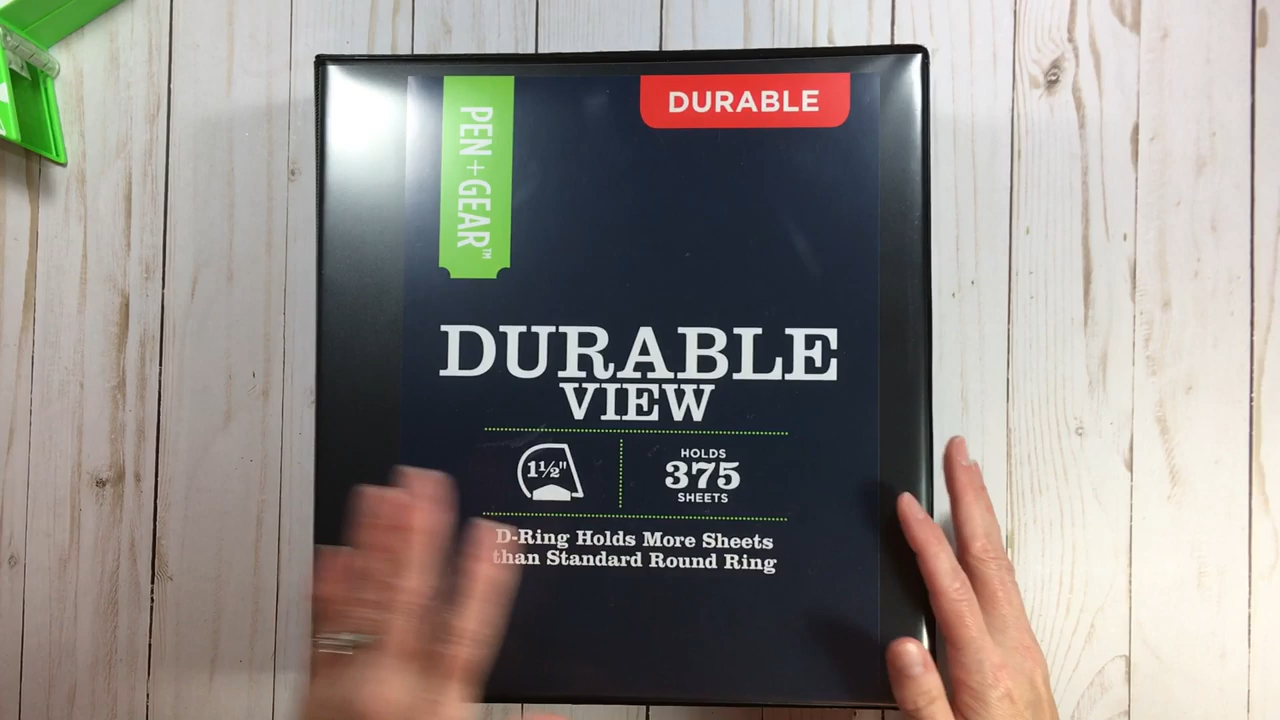 PEN+GEAR™
DURABLE
DURABLE
VIEW
1½"
HOLDS
375
SHEETS
D-Ring Holds More Sheets
than Standard Round Ring